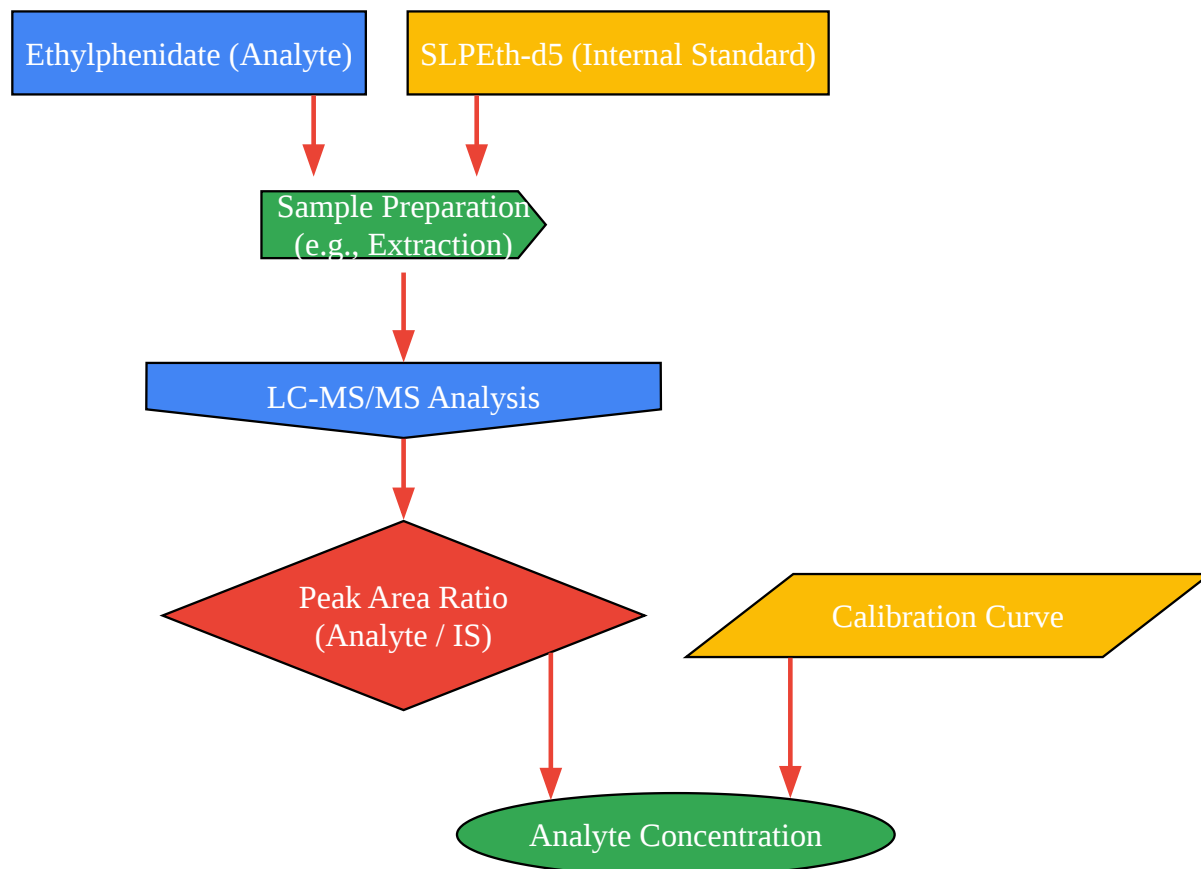 Ethylphenidate (Analyte)
SLPEth-d5 (Internal Standard)
Sample Preparation
(e.g., Extraction)
LC-MS/MS Analysis
Peak Area Ratio
(Analyte / IS)
Calibration Curve
Analyte Concentration